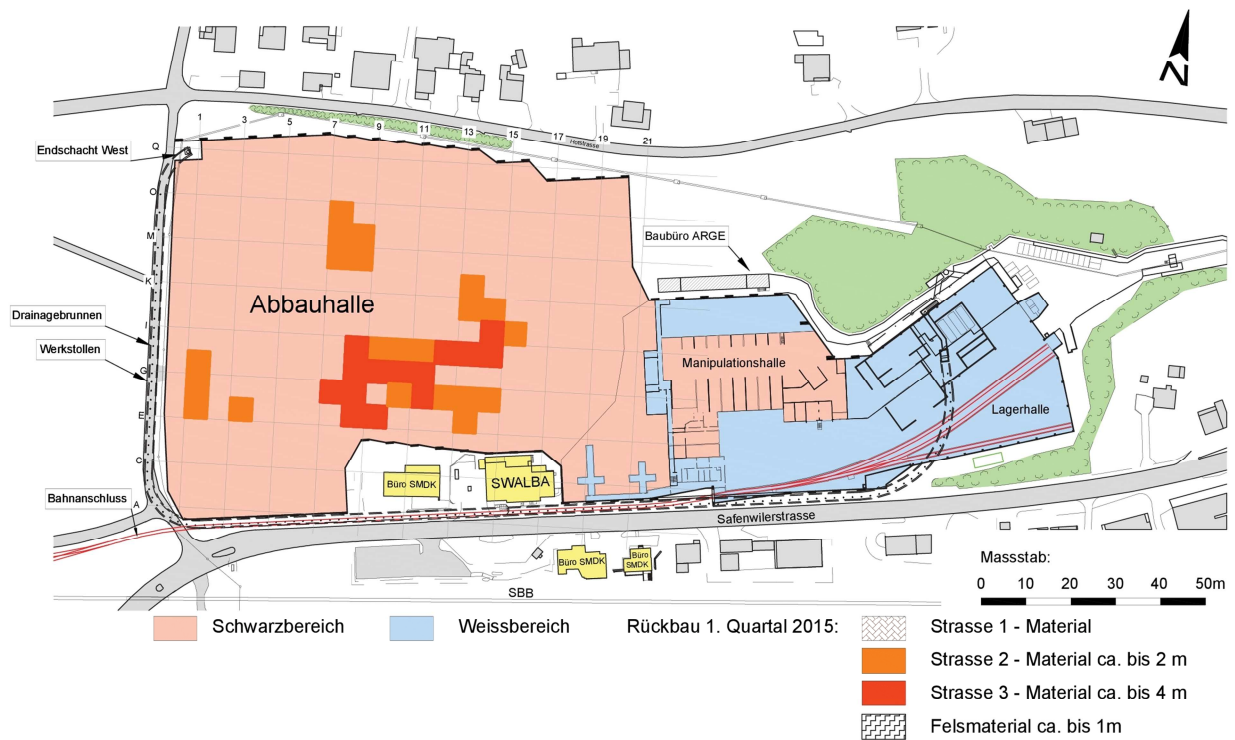 N
1
3
5
7
9
11
13
15
17
19
21
Hofstrasse
Endschacht West
Q
O
M
K
I
G
E
C
A
Baubüro ARGE
Abbauhalle
Drainagebrunnen
Werkstollen
Manipulationshalle
Lagerhalle
Büro SMDK
SWALBA
Bahnanschluss
Safenwilerstrasse
Büro SMDK
Büro
SMDK
SBB
Massstab:
0 10 20 30 40 50m
Schwarzbereich
Weissbereich
Rückbau 1. Quartal 2015:
Strasse 1 - Material
Strasse 2 - Material ca. bis 2 m
Strasse 3 - Material ca. bis 4 m
Felsmaterial ca. bis 1m